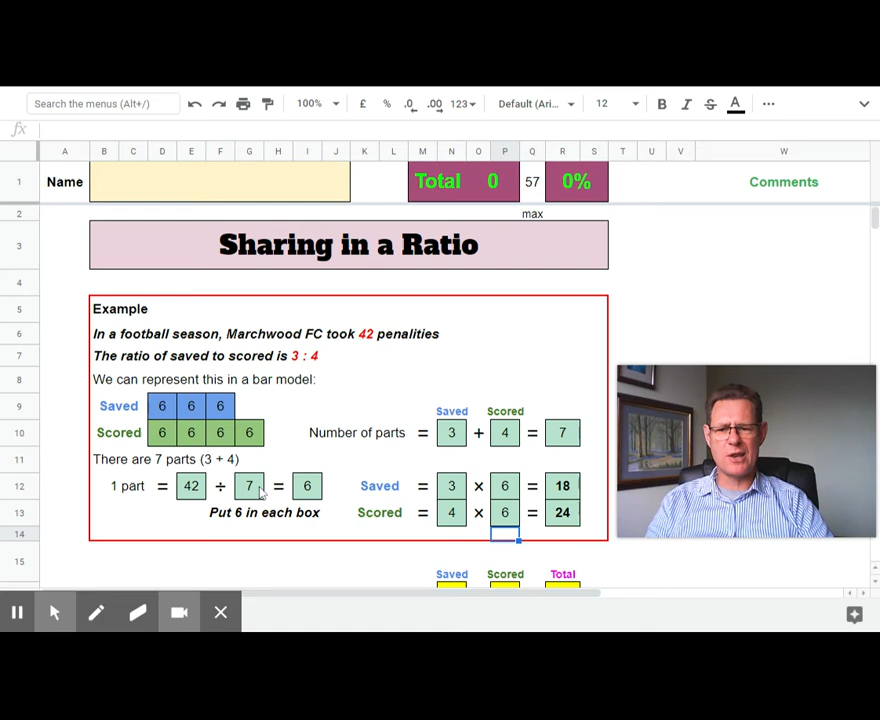 Search the menus (Alt+/) 100% £ % .0 .00 123 Default (Ari... 12 B I S A
fx
A B C D E F G H I J K L M N O P Q R S T U V W
1 Name Total 0 57 0% Comments
2 max
3 Sharing in a Ratio
4
5 Example
6 In a football season, Marchwood FC took 42 penalities
7 The ratio of saved to scored is 3 : 4
8 We can represent this in a bar model:
9 Saved 6 6 6 Saved Scored
10 Scored 6 6 6 6 Number of parts = 3 + 4 = 7
11 There are 7 parts (3 + 4)
12 1 part = 42 ÷ 7 = 6 Saved = 3 × 6 = 18
13 Put 6 in each box Scored = 4 × 6 = 24
14
15 Saved Scored Total